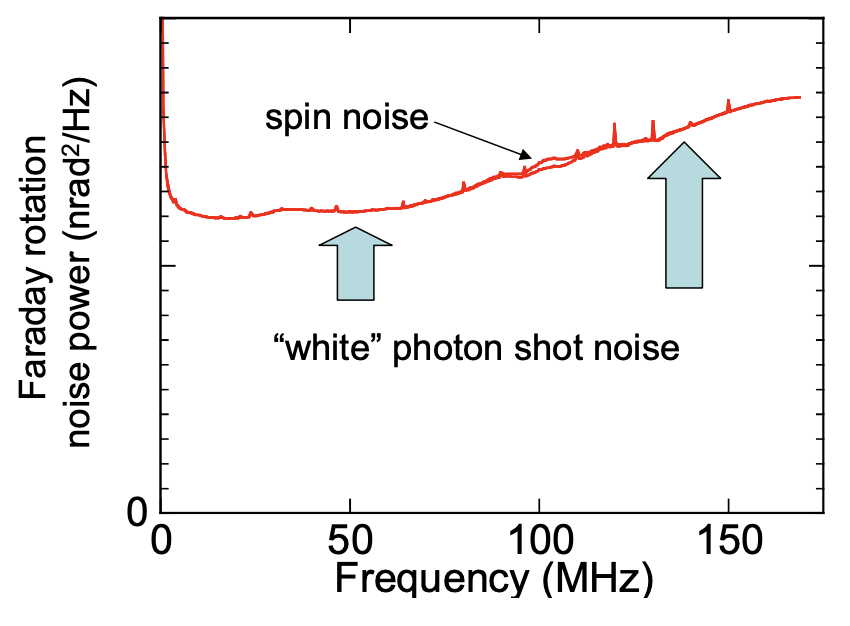 Faraday rotation
noise power (nrad²/Hz)
spin noise
“white” photon shot noise
0
0
50
100
150
Frequency (MHz)